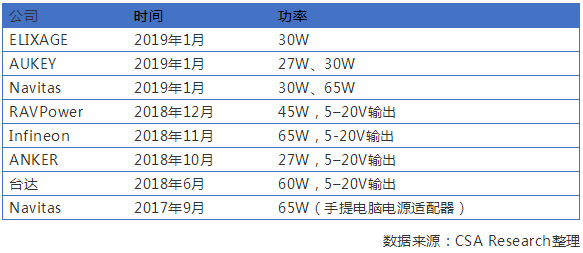 公司 时间 功率
ELIXAGE 2019年1月 30W
AUKEY 2019年1月 27W、30W
Navitas 2019年1月 30W、65W
RAVPower 2018年12月 45W，5–20V输出
Infineon 2018年11月 65W，5-20V输出
ANKER 2018年10月 27W，5–20V输出
台达 2018年6月 60W，5–20V输出
Navitas 2017年9月 65W（手提电脑电源适配器）
数据来源：CSA Research整理